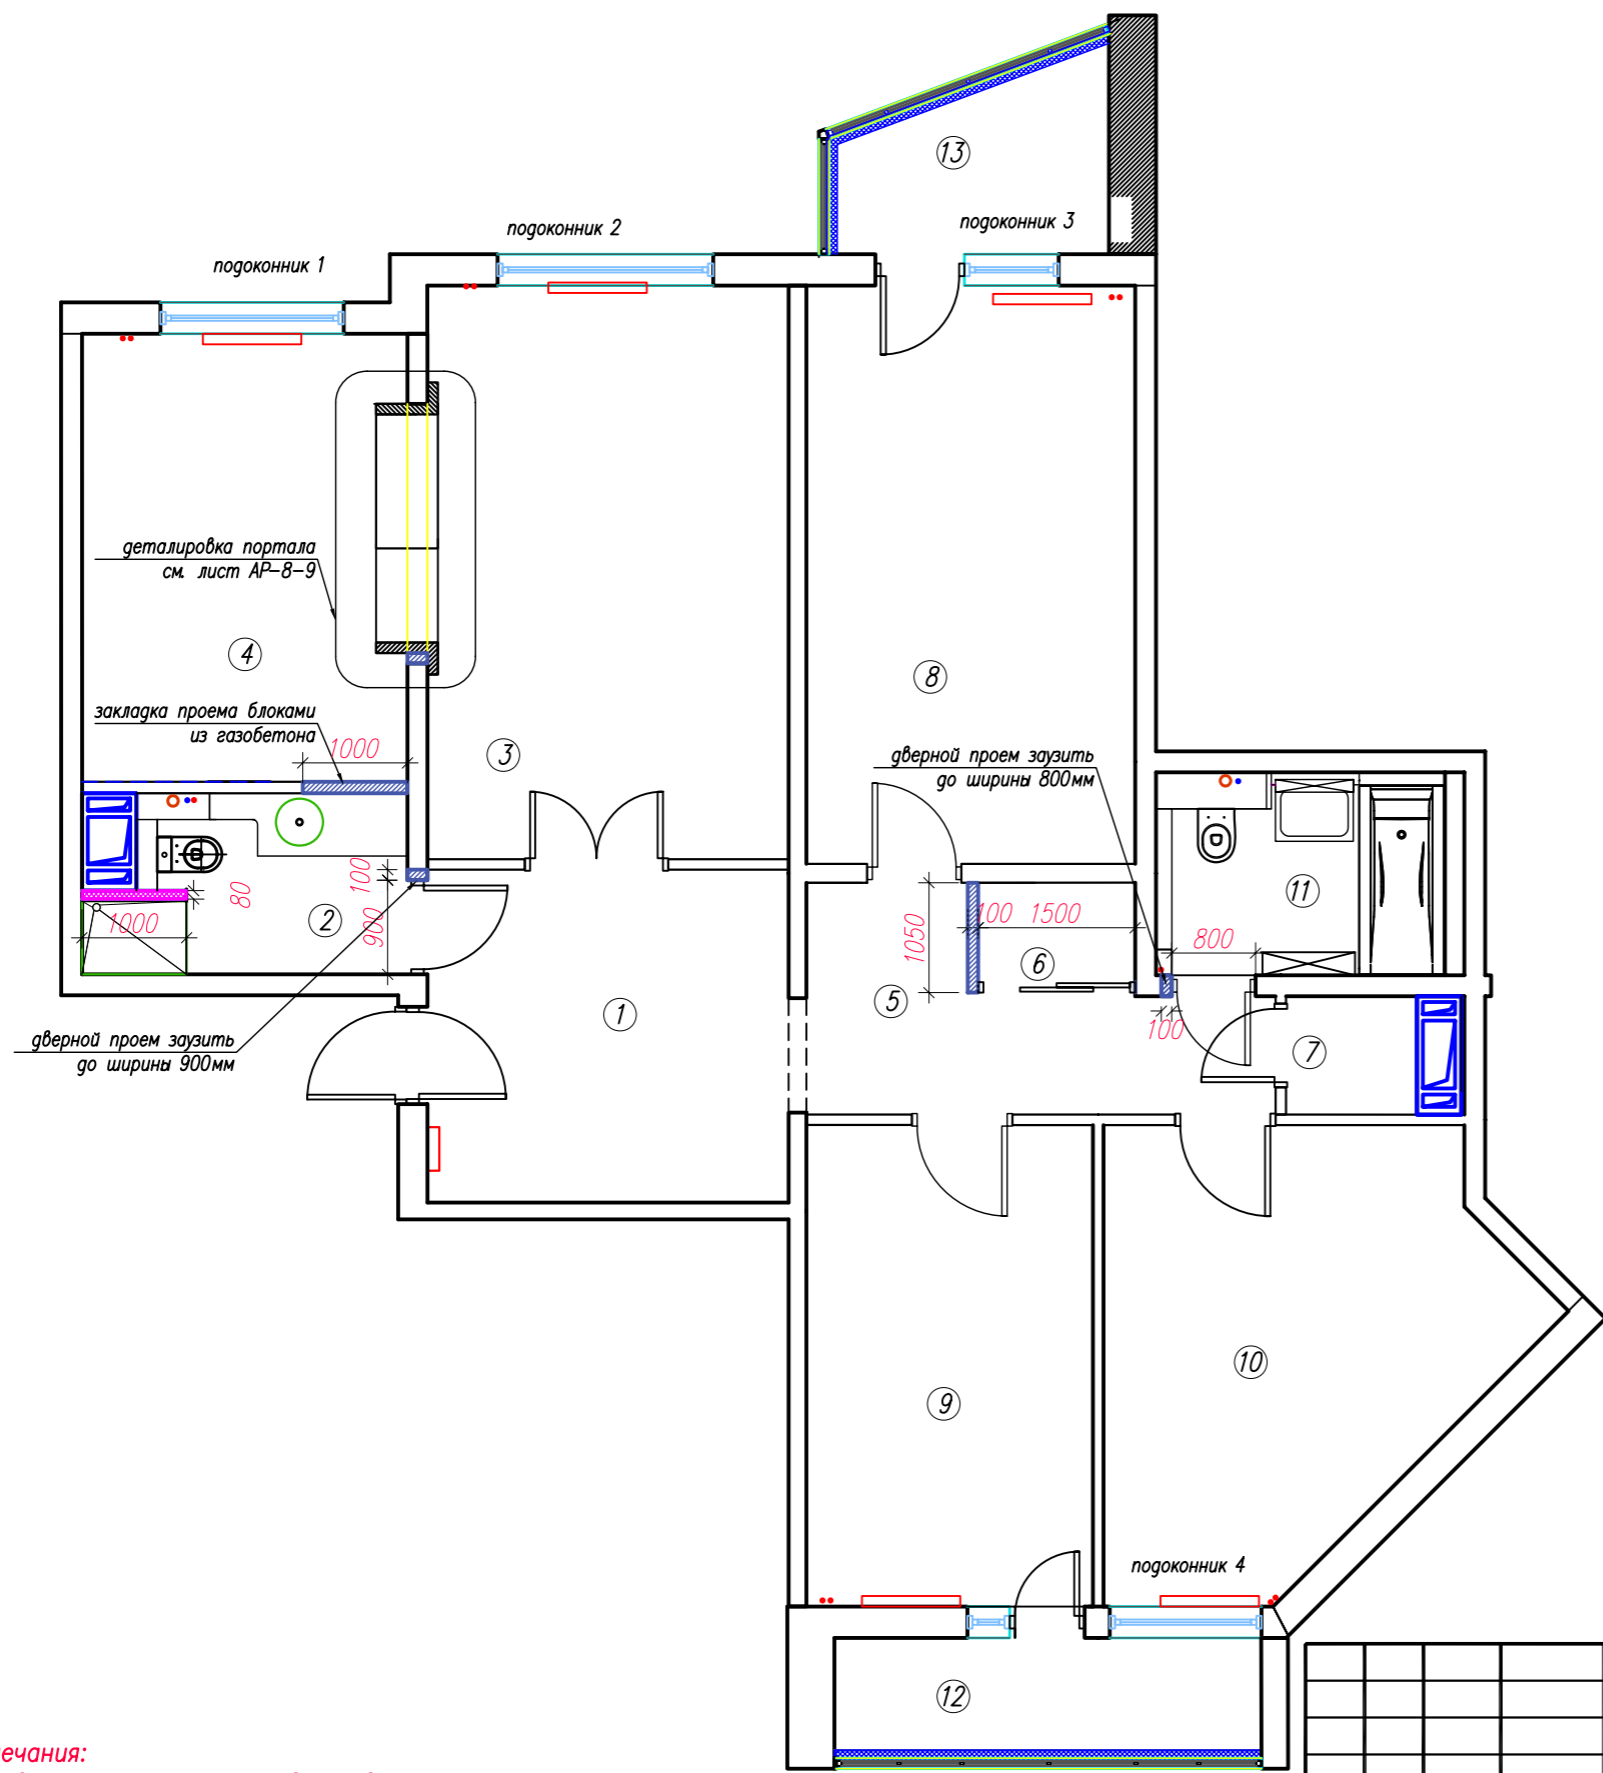 13
подоконник 3
подоконник 2
подоконник 1
деталировка портала
см. лист АР-8-9
4
8
закладка проема блоками
из газобетона
1000
3
дверной проем заузить
до ширины 800мм
100
80
1000
2
900
1050
100 1500
11
800
6
5
1
100
7
дверной проем заузить
до ширины 900мм
10
9
подоконник 4
12
ечания: